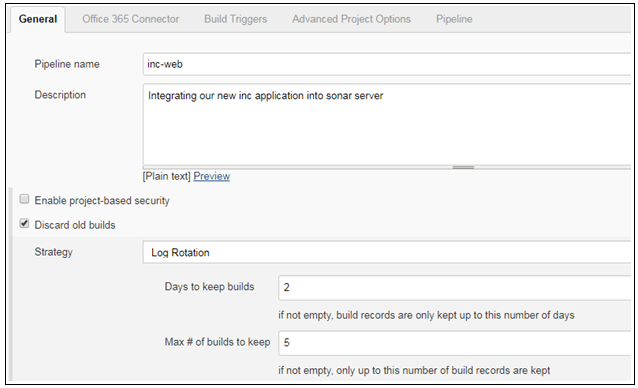 General Office 365 Connector Build Triggers Advanced Project Options Pipeline
Pipeline name inc-web
Description Integrating our new inc application into sonar server
[Plain text] Preview
Enable project-based security
Discard old builds
Strategy Log Rotation
Days to keep builds 2
if not empty, build records are only kept up to this number of days
Max # of builds to keep 5
if not empty, only up to this number of build records are kept